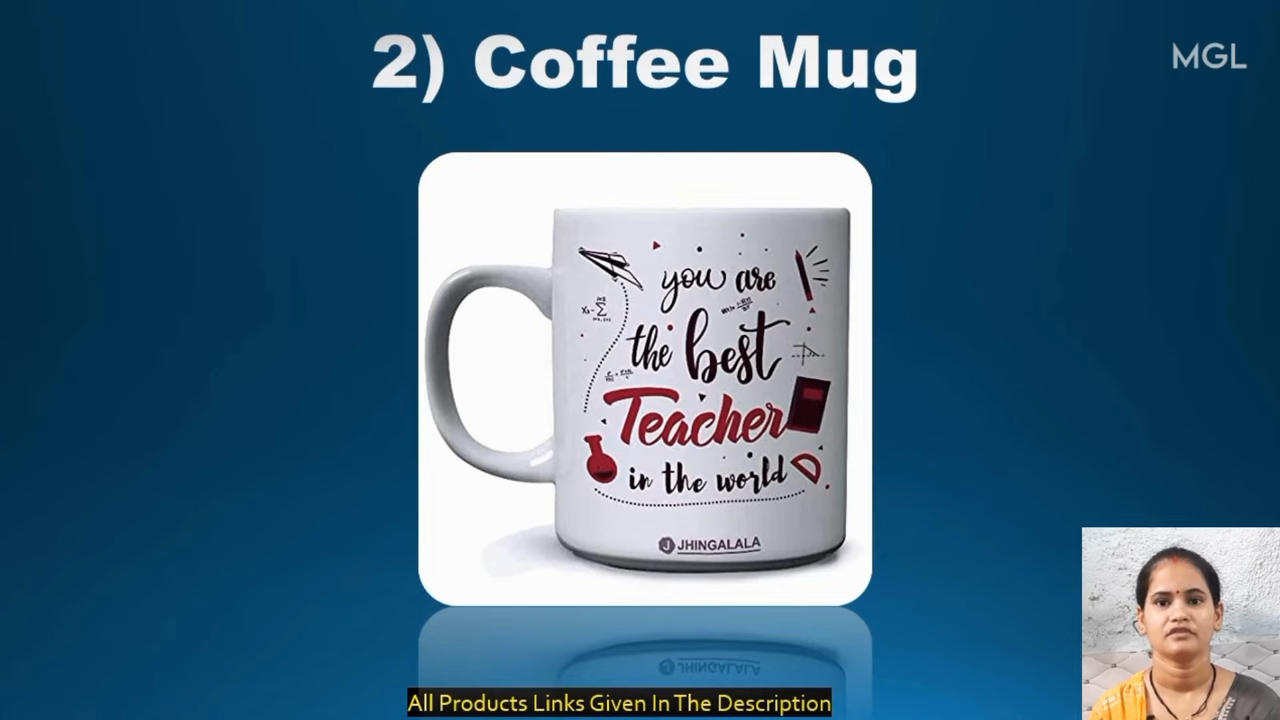 2) Coffee Mug
MGL
you are
the best
Teacher
in the world
JHINGALALA
JHINGALALA
All Products Links Given In The Description